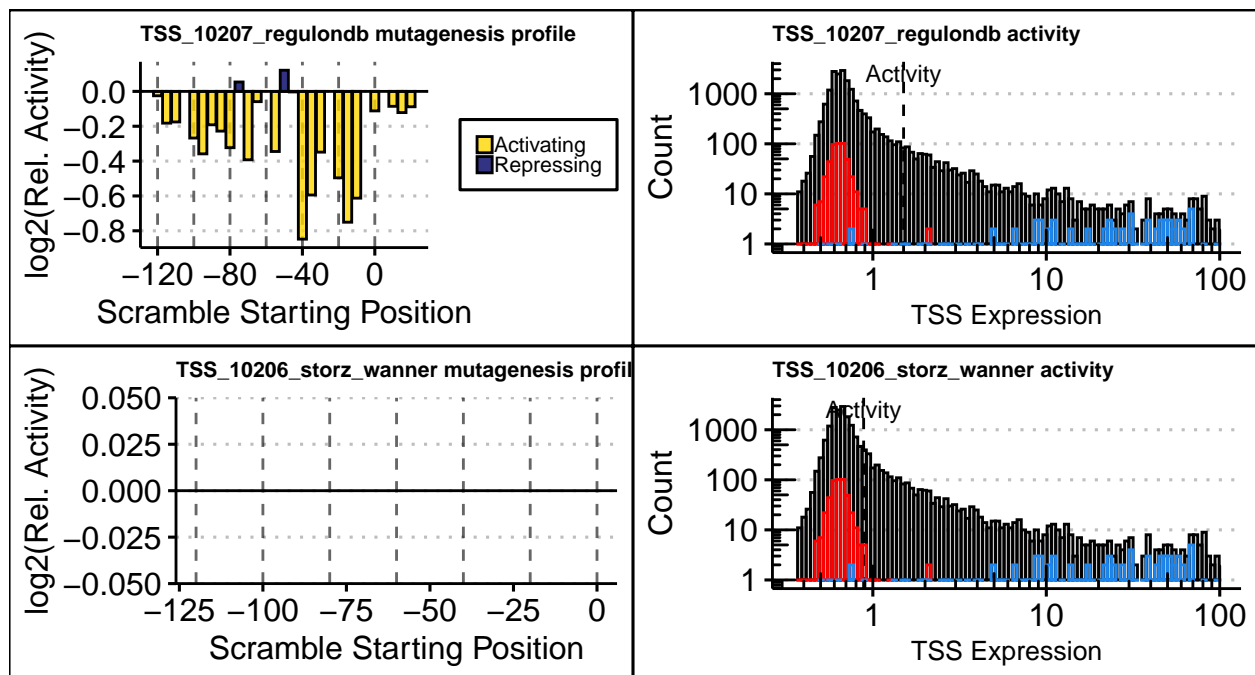 TSS_10207_regulondb mutagenesis profile
log2(Rel. Activity)
0.0
−0.2
−0.4
−0.6
−0.8
−120 −80 −40 0
Scramble Starting Position
Activating
Repressing
TSS_10207_regulondb activity
Activity
Count
1000
100
10
1
1 10 100
TSS Expression
TSS_10206_storz_wanner mutagenesis profil
log2(Rel. Activity)
0.050
0.025
0.000
−0.025
−0.050
−125 −100 −75 −50 −25 0
Scramble Starting Position
TSS_10206_storz_wanner activity
Activity
Count
1000
100
10
1
1 10 100
TSS Expression